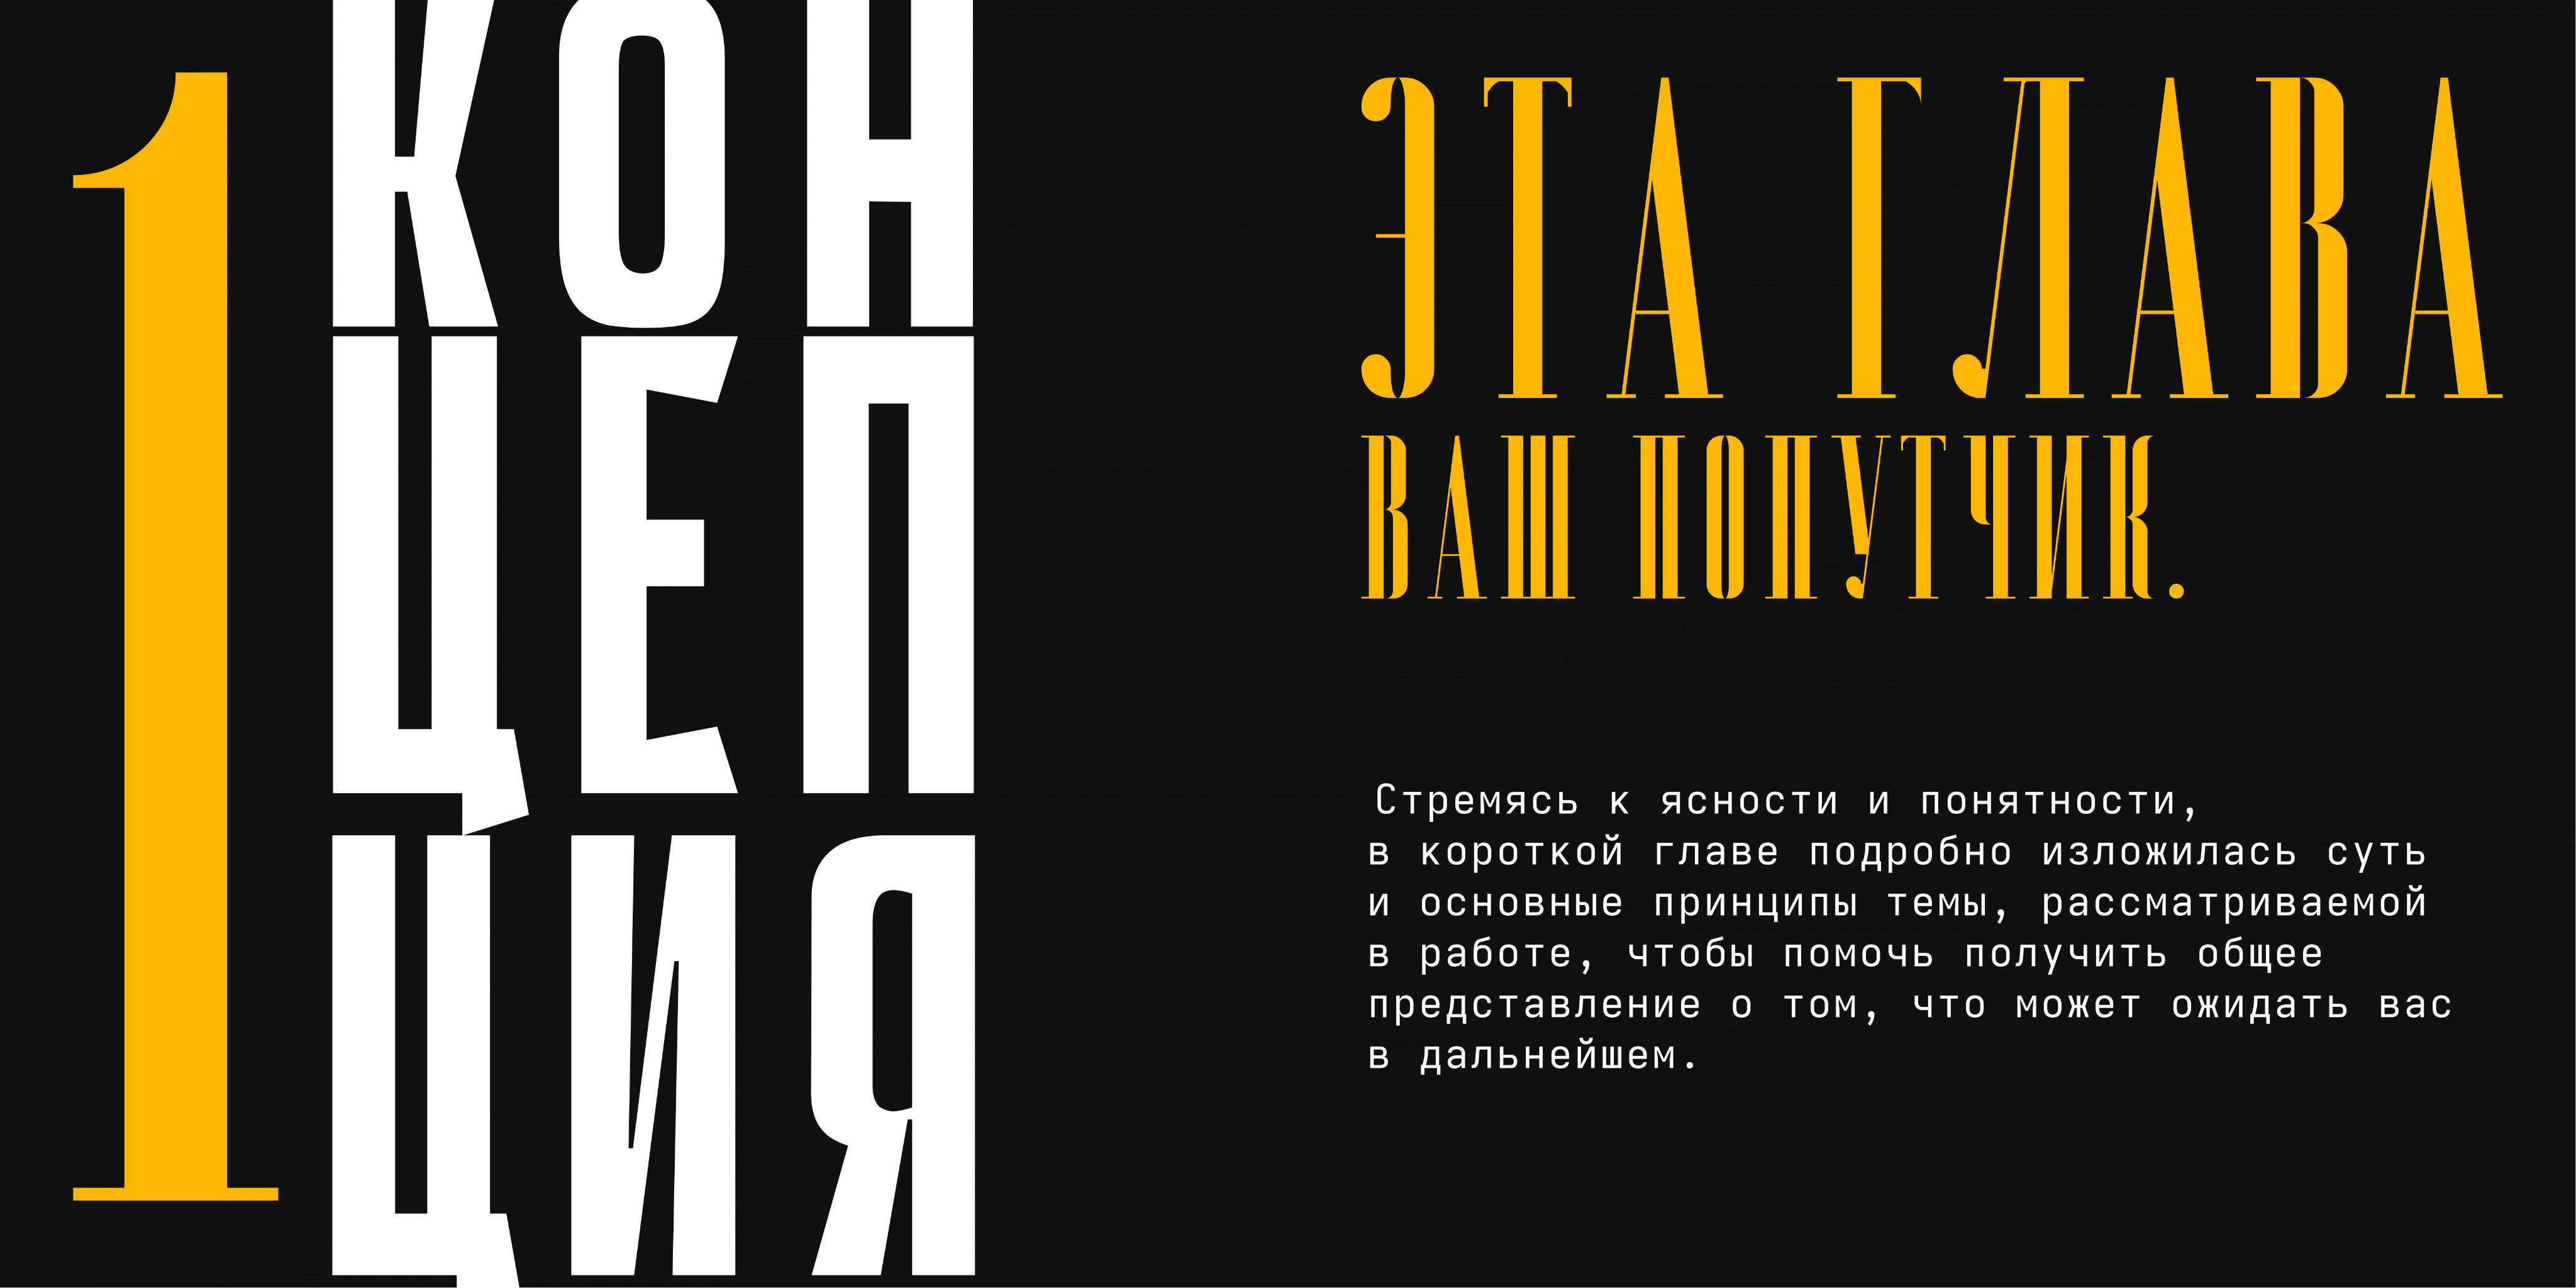 1
КОН
ЦЕП
ЦИЯ
ЭТА ГЛАВА
ВАШ ПОПУТЧИК.
Стремясь к ясности и понятности,
в короткой главе подробно изложилась суть
и основные принципы темы, рассматриваемой
в работе, чтобы помочь получить общее
представление о том, что может ожидать вас
в дальнейшем.